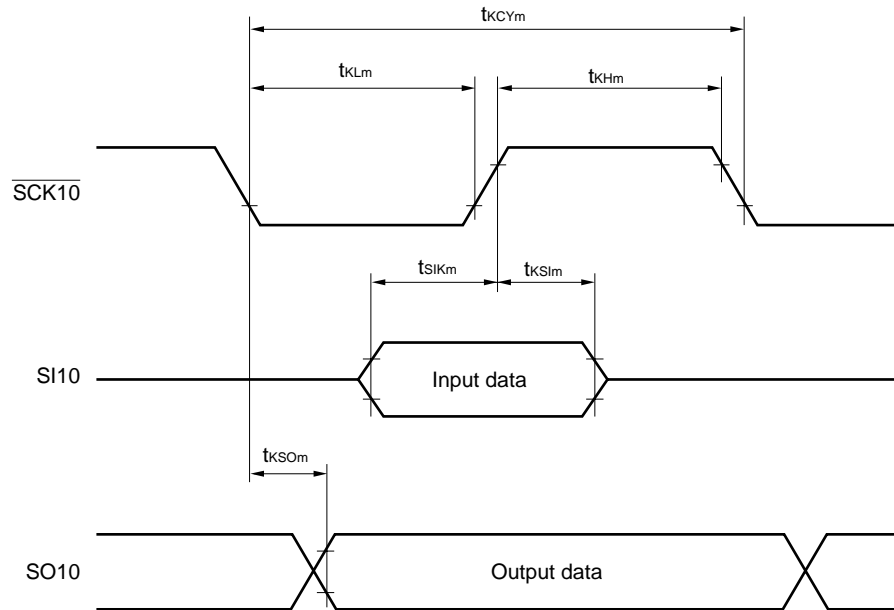 tKCYm
tKLm
tKHm
SCK10
tSIKm
tKSIm
SI10
Input data
tKSOm
SO10
Output data